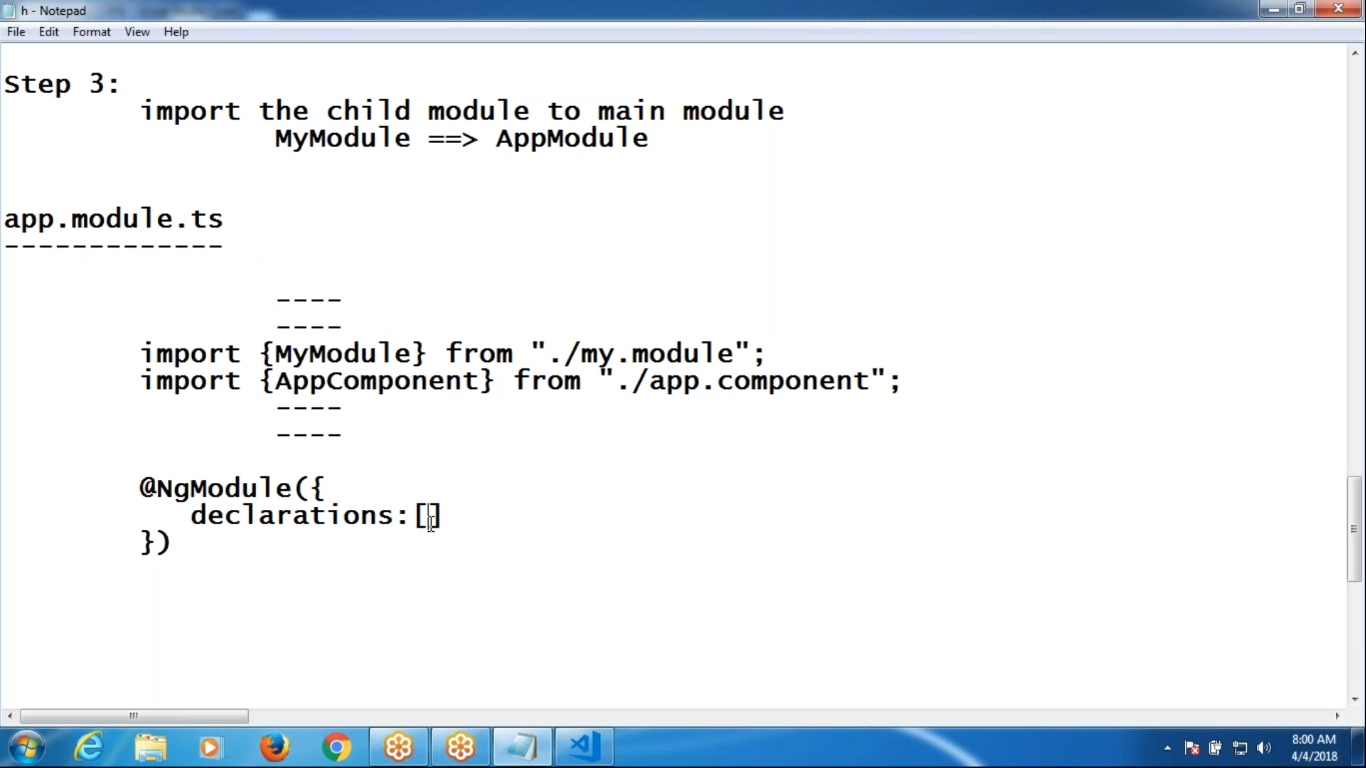 h - Notepad
File Edit Format View Help
Step 3:
import the child module to main module
MyModule ==> AppModule
app.module.ts
-------------
----
----
import {MyModule} from "./my.module";
import {AppComponent} from "./app.component";
----
----
@NgModule({
declarations:[]
})
8:00 AM
4/4/2018